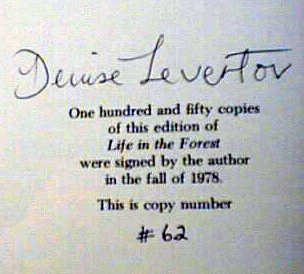 Denise Levertov
One hundred and fifty copies
of this edition of
Life in the Forest
were signed by the author
in the fall of 1978.
This is copy number
# 62